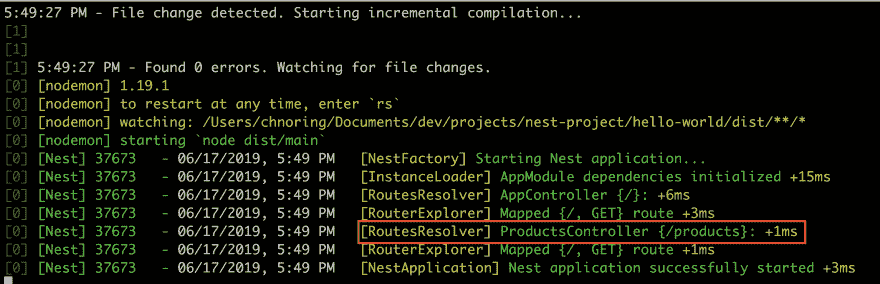 5:49:27 PM - File change detected. Starting incremental compilation...
[1]
[1]
[1] 5:49:27 PM - Found 0 errors. Watching for file changes.
[0] [nodemon] 1.19.1
[0] [nodemon] to restart at any time, enter `rs`
[0] [nodemon] watching: /Users/chnoring/Documents/dev/projects/nest-project/hello-world/dist/**/*
[0] [nodemon] starting `node dist/main`
[0] [Nest] 37673   - 06/17/2019, 5:49 PM   [NestFactory] Starting Nest application...
[0] [Nest] 37673   - 06/17/2019, 5:49 PM   [InstanceLoader] AppModule dependencies initialized +15ms
[0] [Nest] 37673   - 06/17/2019, 5:49 PM   [RoutesResolver] AppController {/}: +6ms
[0] [Nest] 37673   - 06/17/2019, 5:49 PM   [RouterExplorer] Mapped {/, GET} route +3ms
[0] [Nest] 37673   - 06/17/2019, 5:49 PM   [RoutesResolver] ProductsController {/products}: +1ms
[0] [Nest] 37673   - 06/17/2019, 5:49 PM   [RouterExplorer] Mapped {/, GET} route +1ms
[0] [Nest] 37673   - 06/17/2019, 5:49 PM   [NestApplication] Nest application successfully started +3ms